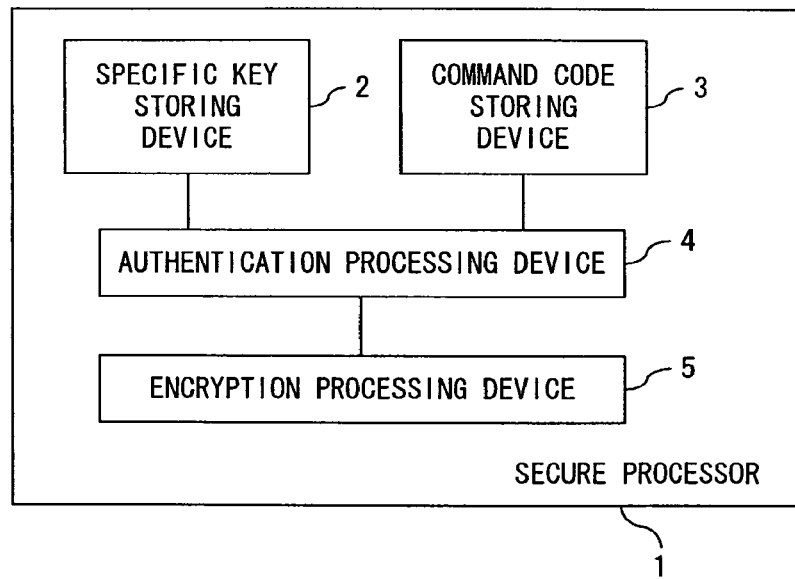 SPECIFIC KEY
STORING
DEVICE
2
COMMAND CODE
STORING
DEVICE
3
AUTHENTICATION PROCESSING DEVICE
4
ENCRYPTION PROCESSING DEVICE
5
SECURE PROCESSOR
1